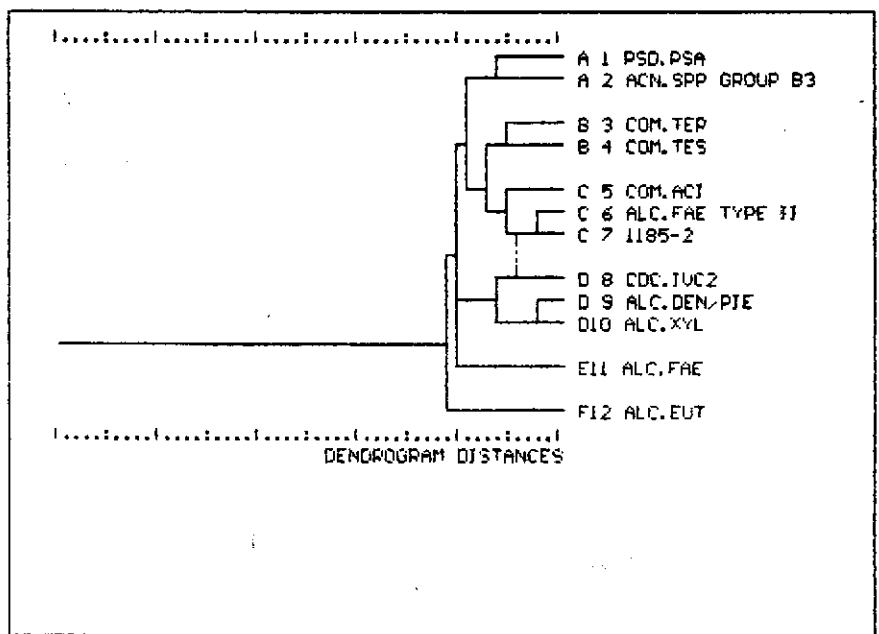 A 1 PSD.PSA
A 2 ACN.SPP GROUP B3
B 3 COM.TER
B 4 COM.TES
C 5 COM.ACI
C 6 ALC.FAE TYPE II
C 7 1185-2
D 8 CDC.IVC2
D 9 ALC.DEN/PIE
D10 ALC.XYL
E11 ALC.FAE
F12 ALC.EUT
DENDROGRAM DISTANCES